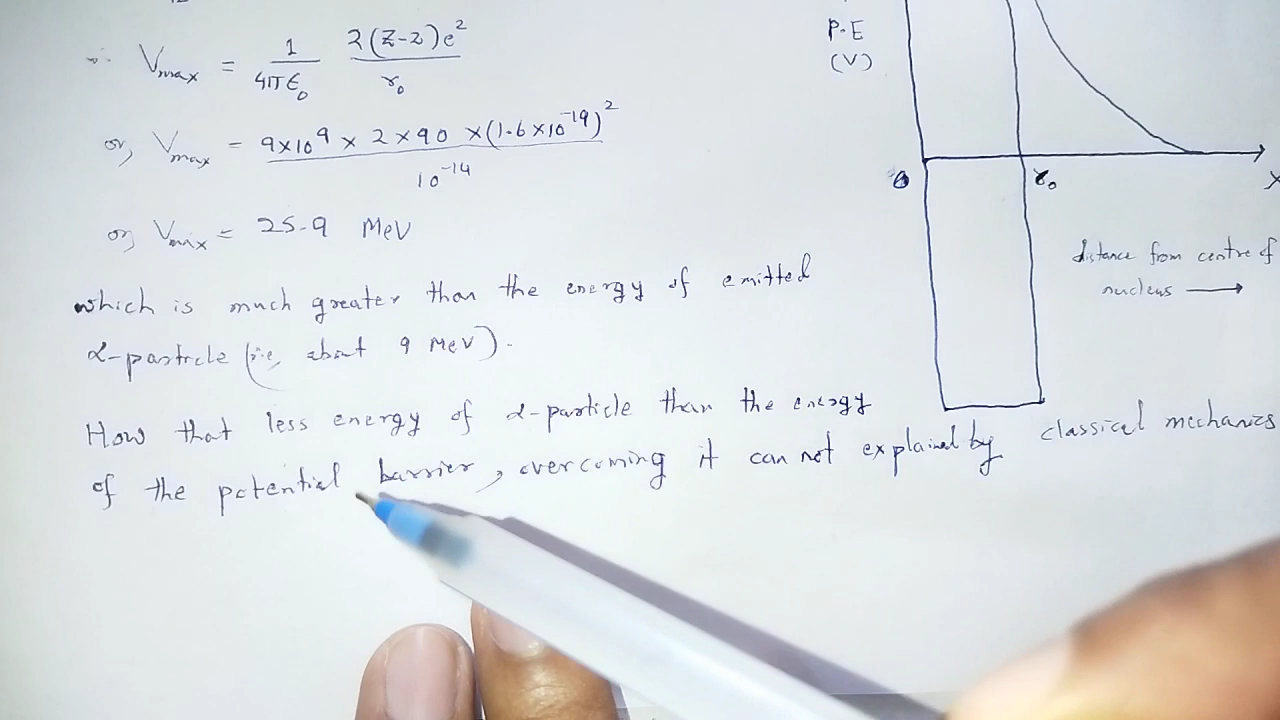 ∴ Vmax = 1/4πϵ₀ 2(Z-2)e²/r₀
or, Vmax = 9×10⁹ × 2×90 ×(1.6×10⁻¹⁹)²/10⁻¹⁴
or, Vmax = 25.9 MeV
which is much greater than the energy of emitted
α-particle (i.e, about 9 MeV).
How that less energy of α-particle than the energy
of the potential barrier, overcoming it can not explained by classical mechanics
P.E
(V)
0
r₀
X
distance from centre of
nucleus ⟶